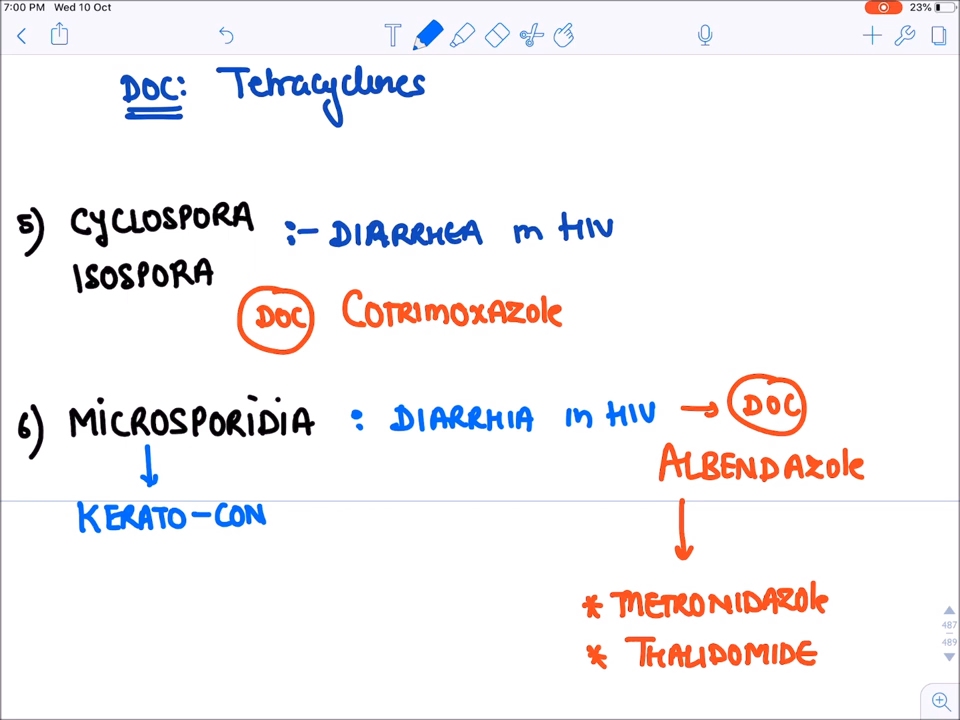 7:00 PM Wed 10 Oct 23%
T
DOC: Tetracyclines
5) CYCLOSPORA :- DIARRHEA in HIV
ISOSPORA
DOC COTRIMOXAZOLE
6) MICROSPORIDIA : DIARRHIA in HIV → DOC
ALBENDAZOLE
KERATO-CON
* METRONIDAZOLE
* THALIDOMIDE
487
489